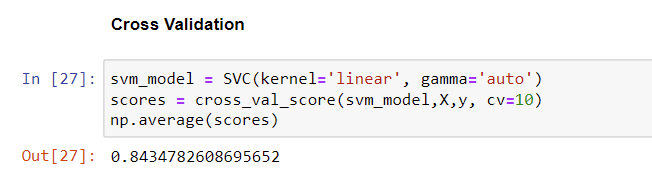 Cross Validation
In [27]: svm_model = SVC(kernel='linear', gamma='auto')
scores = cross_val_score(svm_model,X,y, cv=10)
np.average(scores)
Out[27]: 0.8434782608695652